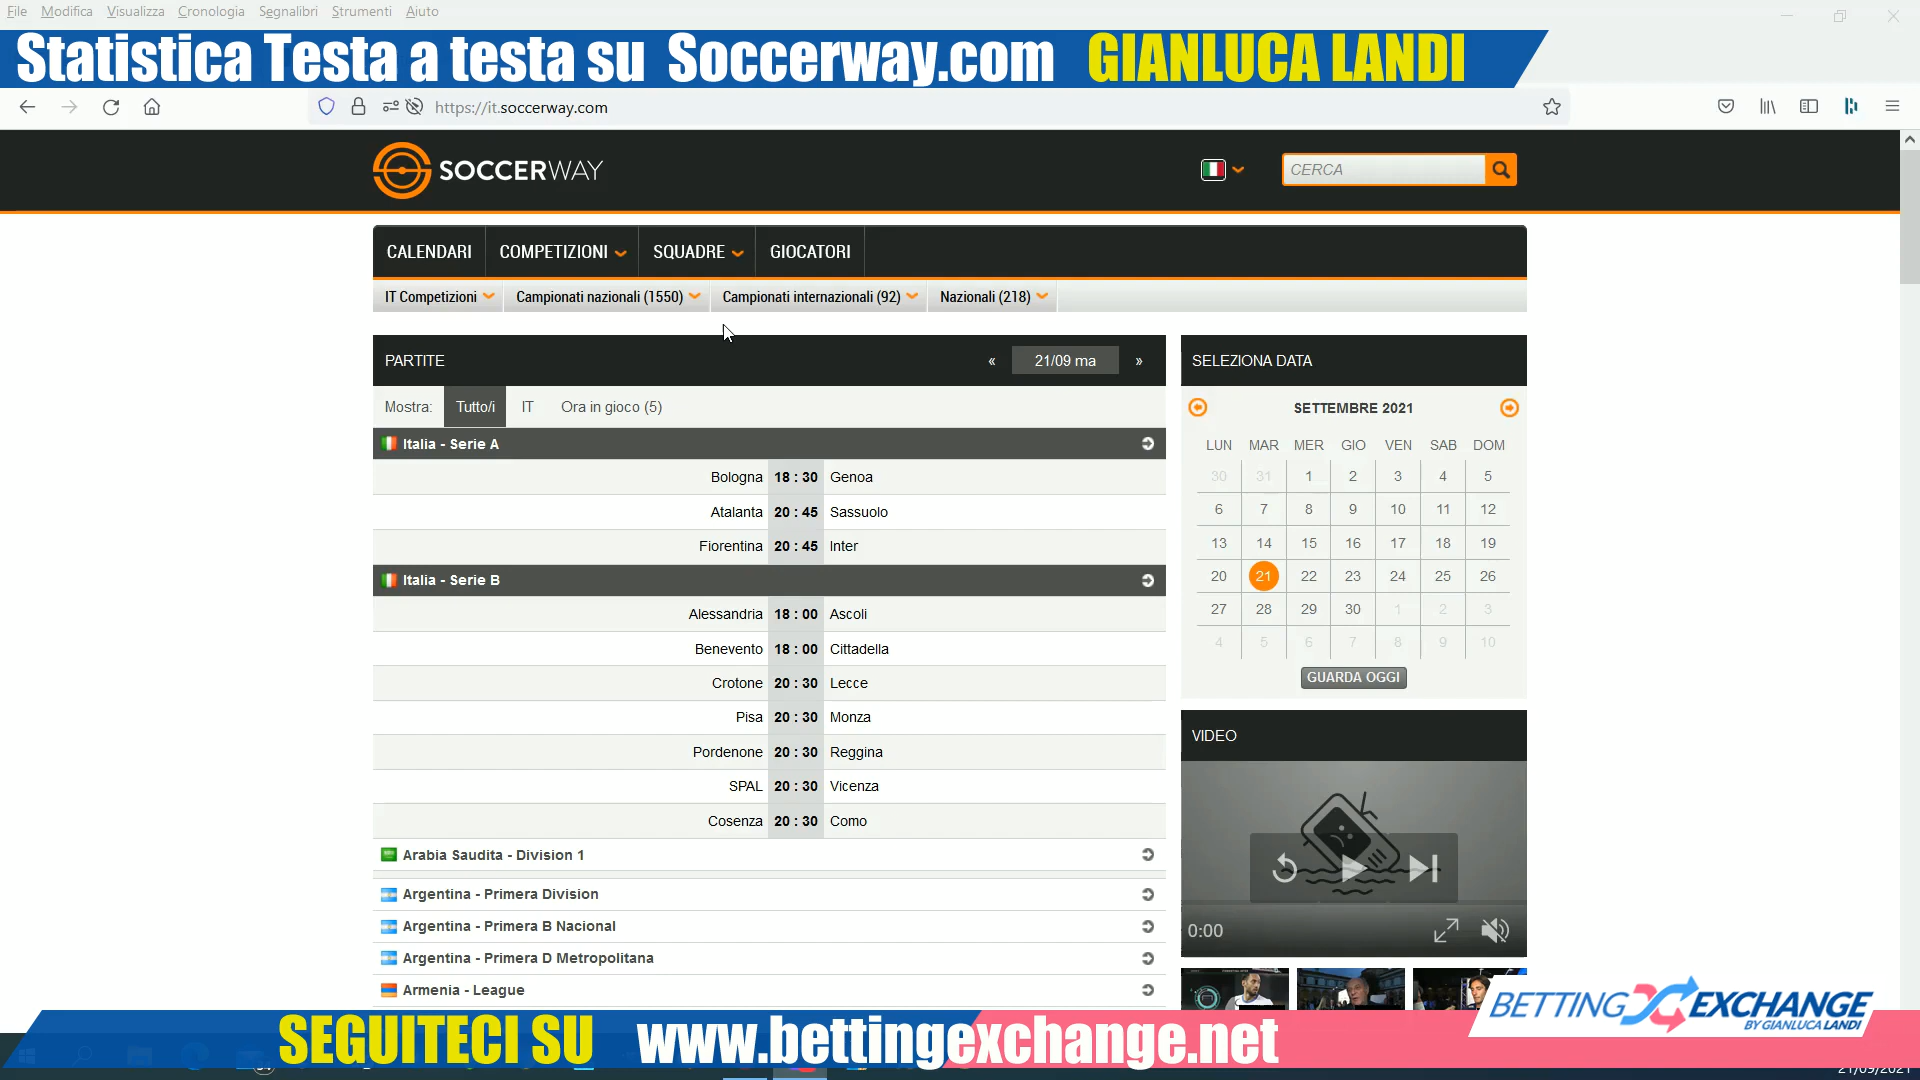 File Modifica Visualizza Cronologia Segnalibri Strumenti Aiuto
Statistica Testa a testa su Soccerway.com GIANLUCA LANDI
https://it.soccerway.com
SOCCERWAY
CERCA
CALENDARI COMPETIZIONI SQUADRE GIOCATORI
IT Competizioni Campionati nazionali (1550) Campionati internazionali (92) Nazionali (218)
PARTITE « 21/09 ma »
Mostra: Tutto/i IT Ora in gioco (5)
Italia - Serie A
Bologna 18 : 30 Genoa
Atalanta 20 : 45 Sassuolo
Fiorentina 20 : 45 Inter
Italia - Serie B
Alessandria 18 : 00 Ascoli
Benevento 18 : 00 Cittadella
Crotone 20 : 30 Lecce
Pisa 20 : 30 Monza
Pordenone 20 : 30 Reggina
SPAL 20 : 30 Vicenza
Cosenza 20 : 30 Como
Arabia Saudita - Division 1
Argentina - Primera Division
Argentina - Primera B Nacional
Argentina - Primera D Metropolitana
Armenia - League
SELEZIONA DATA
SETTEMBRE 2021
LUN MAR MER GIO VEN SAB DOM
30 31 1 2 3 4 5
6 7 8 9 10 11 12
13 14 15 16 17 18 19
20 21 22 23 24 25 26
27 28 29 30 1 2 3
4 5 6 7 8 9 10
GUARDA OGGI
VIDEO
0:00
BETTING EXCHANGE
BY GIANLUCA LANDI
SEGUITECI SU www.bettingexchange.net
21/09/2021